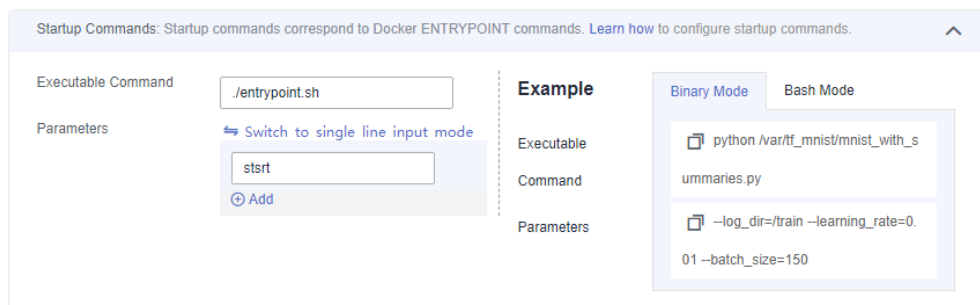 Startup Commands: Startup commands correspond to Docker ENTRYPOINT commands. Learn how to configure startup commands.
Executable Command
./entrypoint.sh
Parameters
Switch to single line input mode
stsrt
Add
Example
Binary Mode
Bash Mode
Executable
Command
python /var/tf_mnist/mnist_with_s
ummaries.py
Parameters
--log_dir=/train --learning_rate=0.
01 --batch_size=150